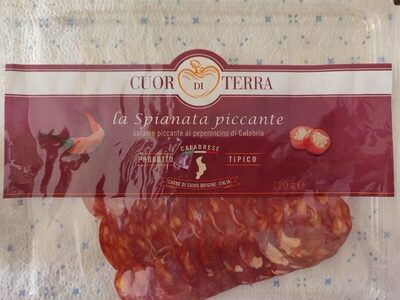 CUOR DI TERRA
la Spianata piccante
salame piccante al peperoncino di Calabria
CALABRESE
PRODOTTO TIPICO
CARNE DI SUINO ORIGINE: ITALIA
120 g e